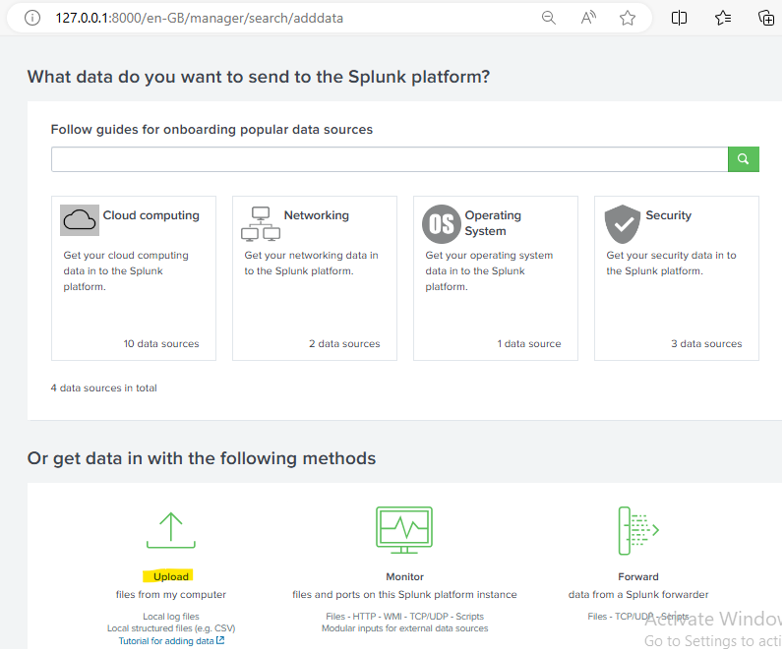 127.0.0.1:8000/en-GB/manager/search/adddata
What data do you want to send to the Splunk platform?
Follow guides for onboarding popular data sources
Cloud computing
Get your cloud computing
data in to the Splunk
platform.
10 data sources
Networking
Get your networking data in
to the Splunk platform.
2 data sources
OS
Operating
System
Get your operating system
data in to the Splunk
platform.
1 data source
Security
Get your security data in to
the Splunk platform.
3 data sources
4 data sources in total
Or get data in with the following methods
Upload
files from my computer
Local log files
Local structured files (e.g. CSV)
Tutorial for adding data
Monitor
files and ports on this Splunk platform instance
Files - HTTP - WMI - TCP/UDP - Scripts
Modular inputs for external data sources
Forward
data from a Splunk forwarder
Files - TCP/UDP - Scripts
Activate Window
Go to Settings to acti